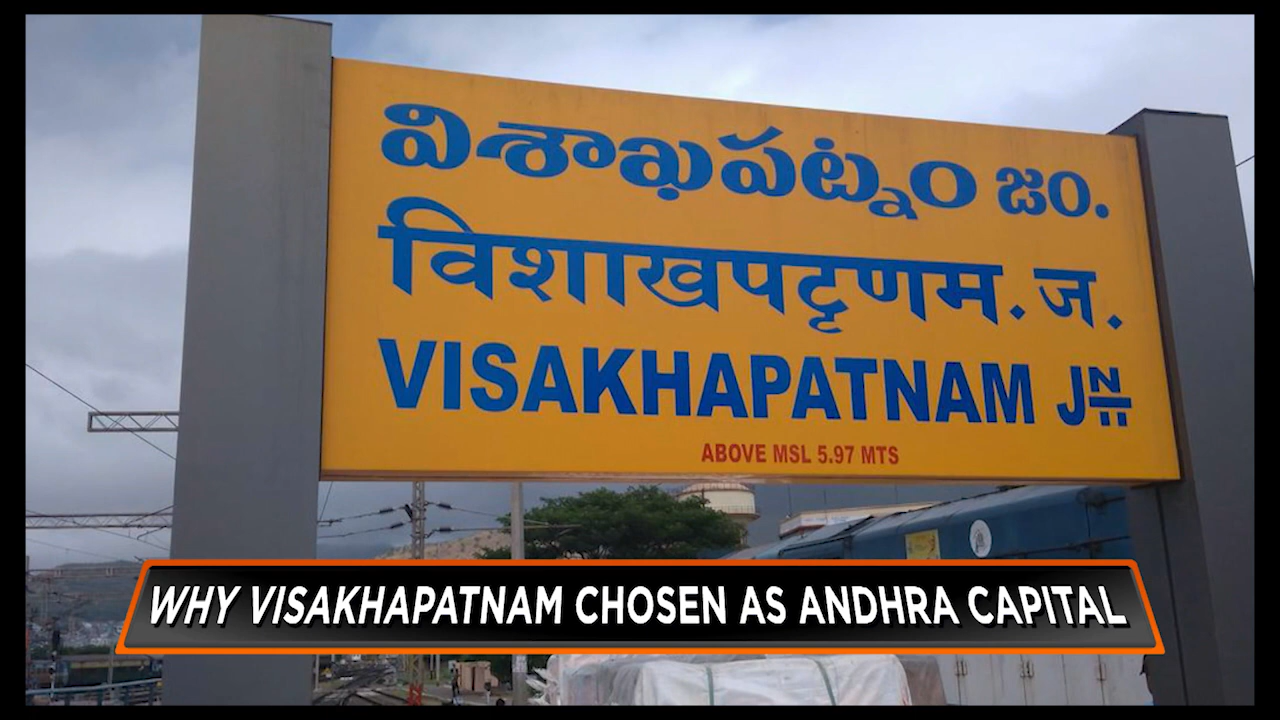 విశాఖపట్నం జం.
विशाखपट्टणम. ज.
VISAKHAPATNAM JN
ABOVE MSL 5.97 MTS
WHY VISAKHAPATNAM CHOSEN AS ANDHRA CAPITAL